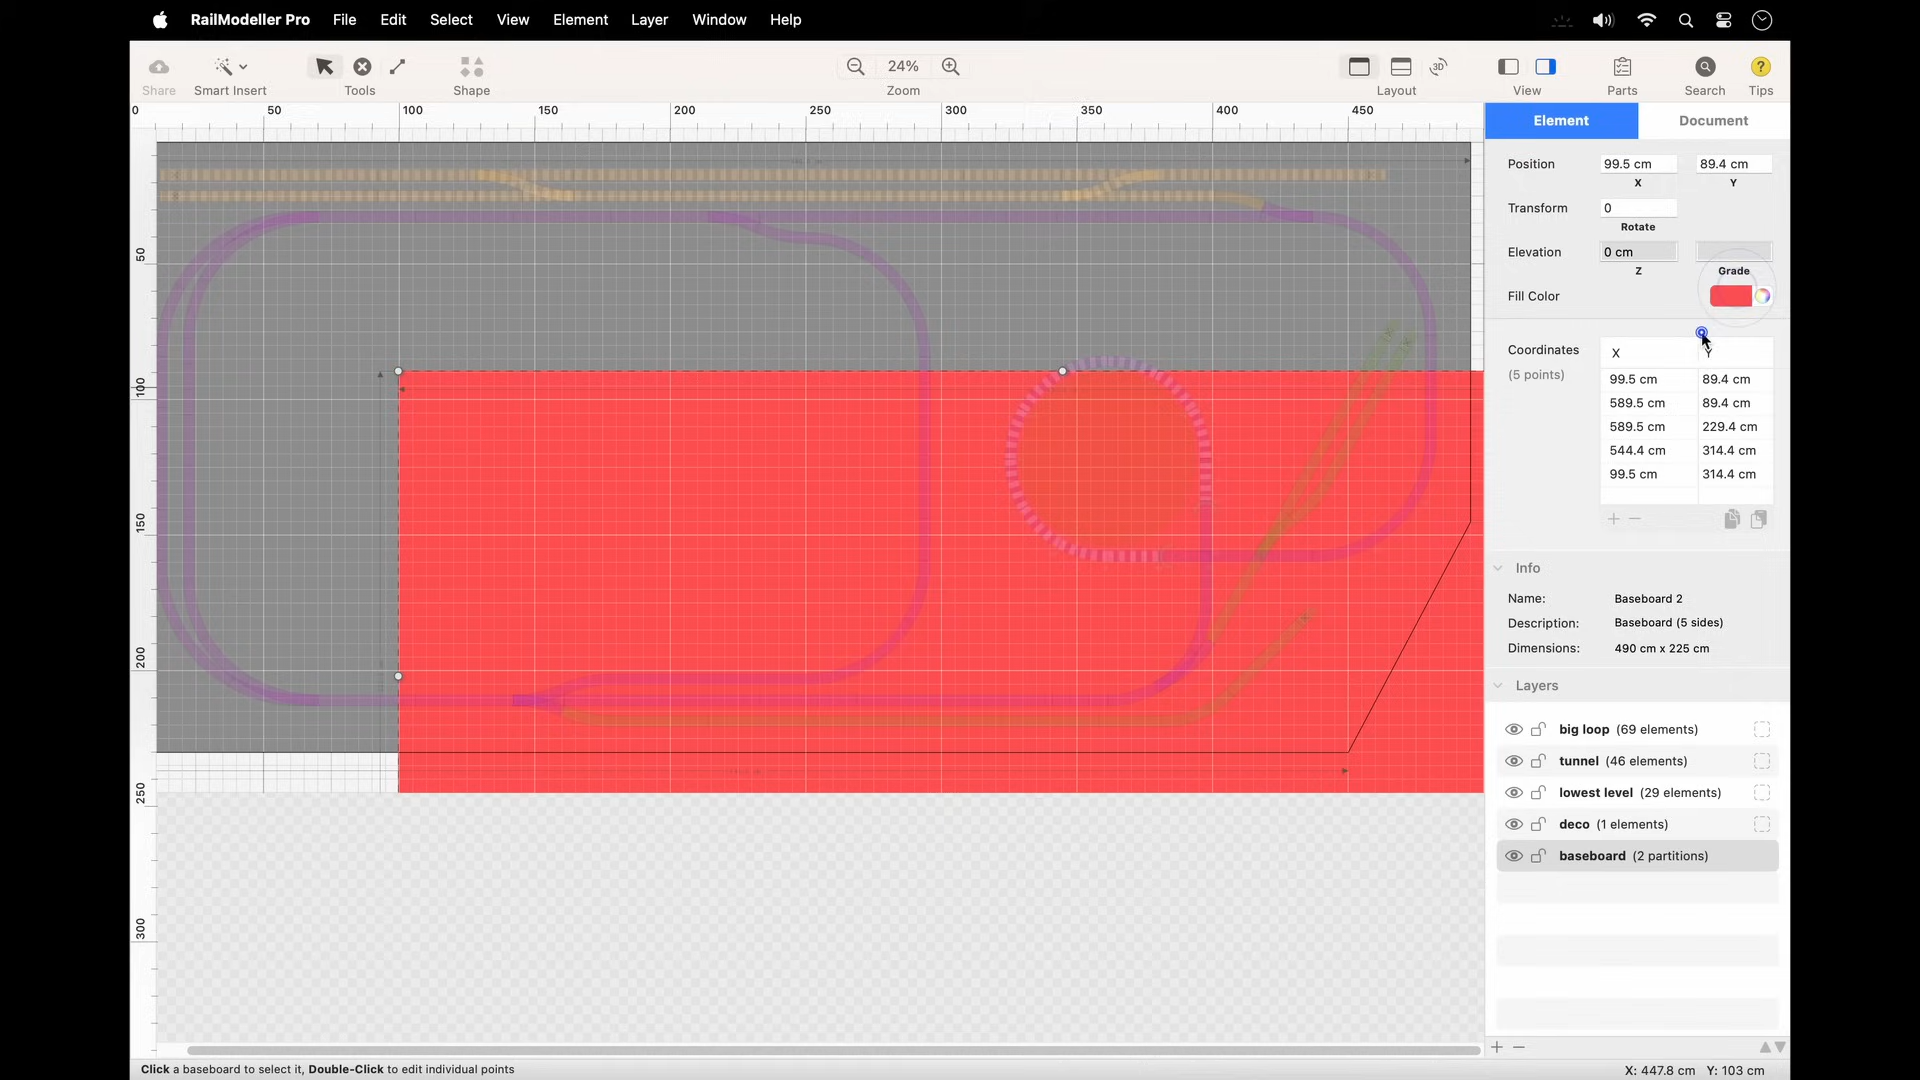 RailModeller Pro File Edit Select View Element Layer Window Help
24%
Share Smart Insert Tools Shape Zoom Layout View Parts Search Tips
3D
0 50 100 150 200 250 300 350 400 450
50
100
150
200
250
300
Element Document
Position 99.5 cm 89.4 cm
X Y
Transform 0
Rotate
Elevation 0 cm
Z Grade
Fill Color
Coordinates X Y
(5 points)
99.5 cm 89.4 cm
589.5 cm 89.4 cm
589.5 cm 229.4 cm
544.4 cm 314.4 cm
99.5 cm 314.4 cm
Info
Name: Baseboard 2
Description: Baseboard (5 sides)
Dimensions: 490 cm x 225 cm
Layers
big loop (69 elements)
tunnel (46 elements)
lowest level (29 elements)
deco (1 elements)
baseboard (2 partitions)
Click a baseboard to select it, Double-Click to edit individual points
X: 447.8 cm Y: 103 cm